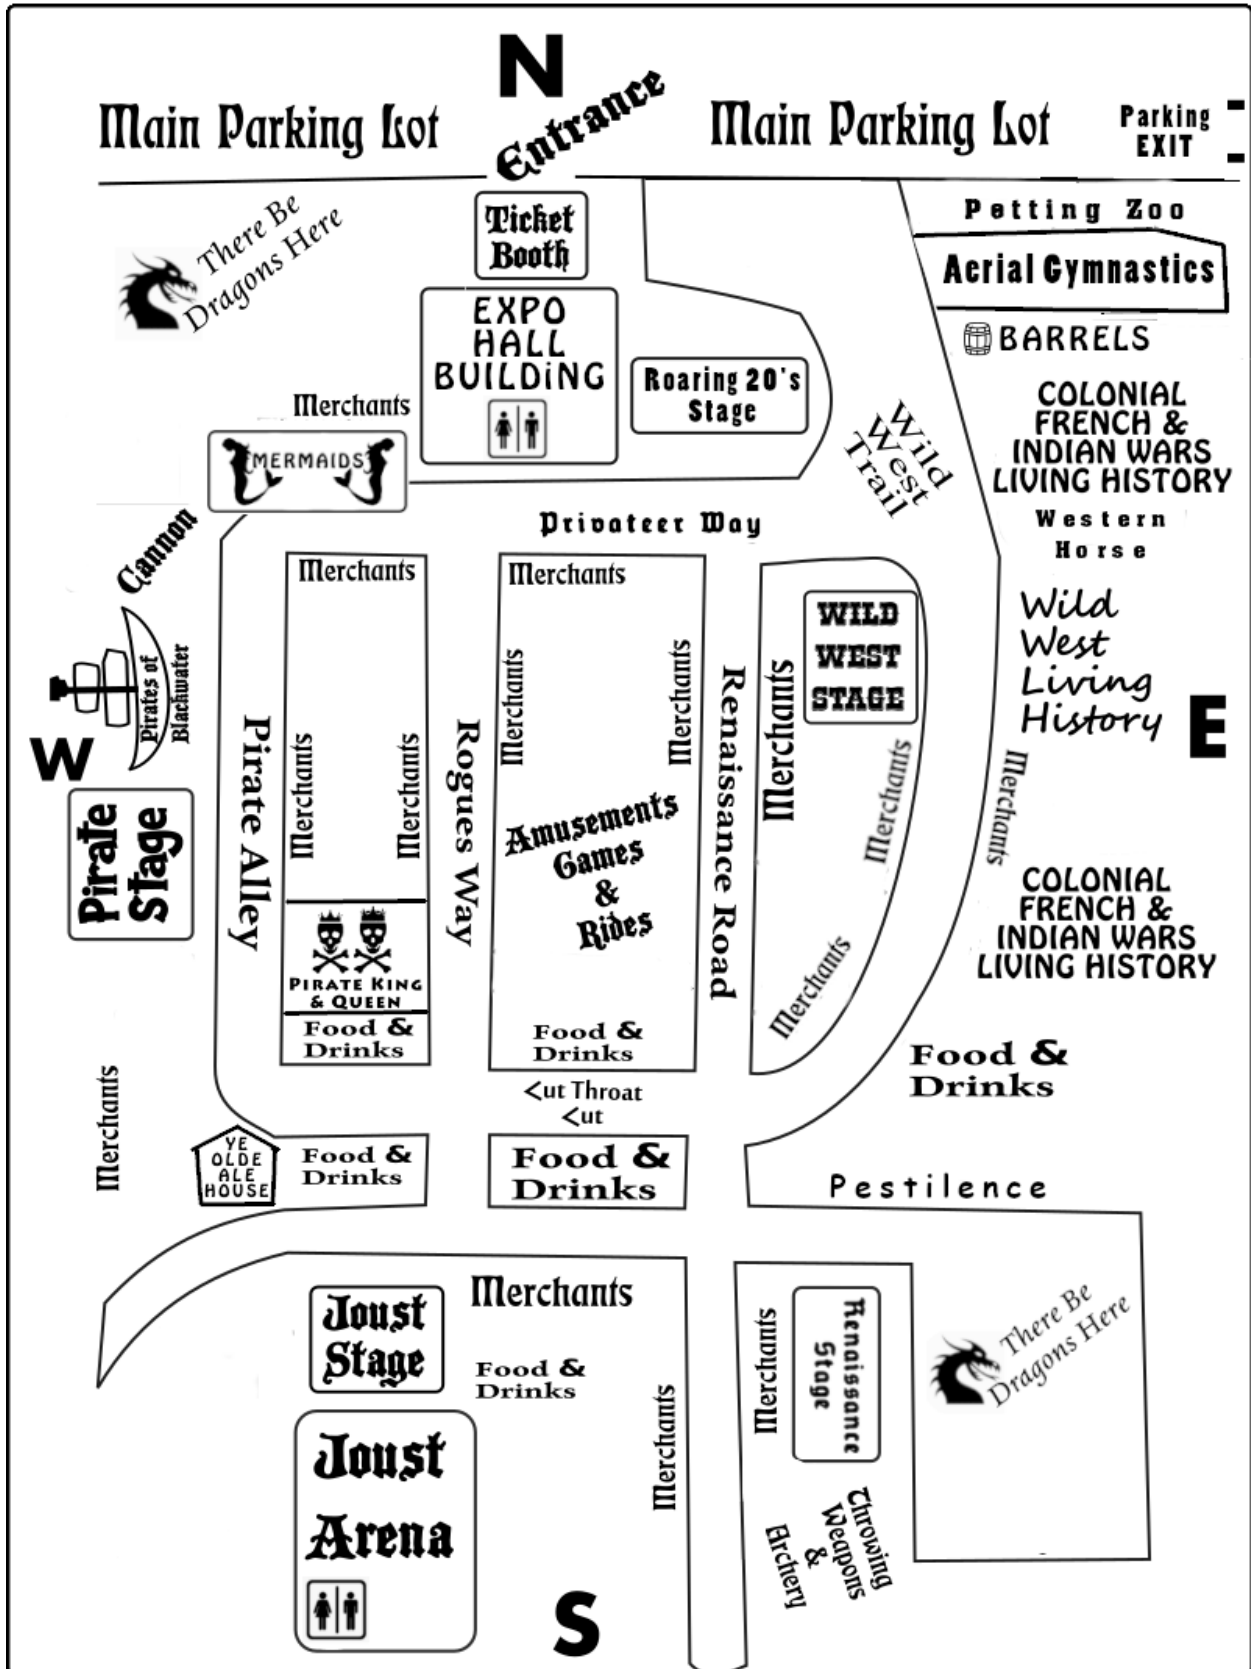 N
Main Parking Lot
Entrance
Main Parking Lot
Parking
EXIT
There Be
Dragons Here
Ticket
Booth
Petting Zoo
Aerial Gymnastics
BARRELS
EXPO
HALL
BUILDiNG
Roaring 20's
Stage
Merchants
MERMAIDS
Wild
West
Trail
COLONIAL
FRENCH &
INDIAN WARS
LIVING HISTORY
Western
Horse
Cannon
Privateer Way
Merchants
Merchants
WILD
WEST
STAGE
Wild
West
Living
History
E
W
Pirates of
Blackwater
Pirate
Stage
Pirate Alley
Merchants
Merchants
Rogues Way
Merchants
Merchants
Amusements
Games
&
Rides
Renaissance Road
Merchants
Merchants
Merchants
Merchants
COLONIAL
FRENCH &
INDIAN WARS
LIVING HISTORY
PIRATE KING
& QUEEN
Food &
Drinks
Food &
Drinks
Food &
Drinks
Cut Throat
Cut
Merchants
YE
OLDE
ALE
HOUSE
Food &
Drinks
Food &
Drinks
Pestilence
Joust
Stage
Merchants
Food &
Drinks
Merchants
Merchants
Renaissance
Stage
There Be
Dragons Here
Joust
Arena
Throwing
Weapons
&
Archery
S